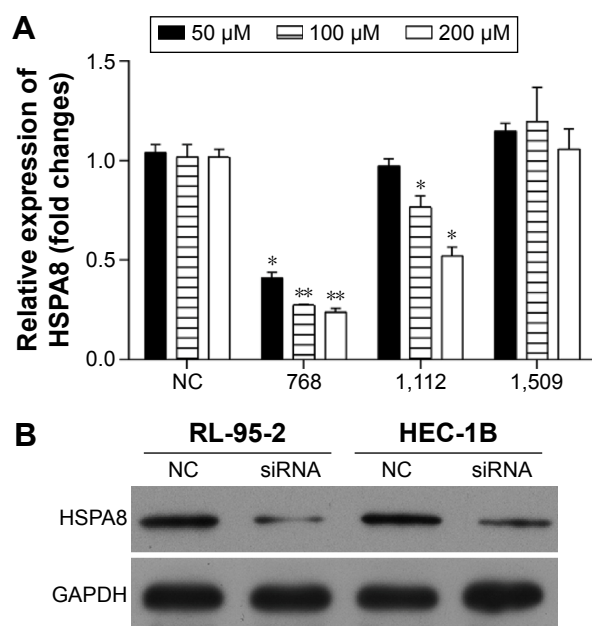 A
50 µM 100 µM 200 µM
Relative expression of
HSPA8 (fold changes)
1.5
1.0
0.5
0.0
* ** **
* *
NC 768 1,112 1,509
B
RL-95-2 HEC-1B
NC siRNA NC siRNA
HSPA8
GAPDH